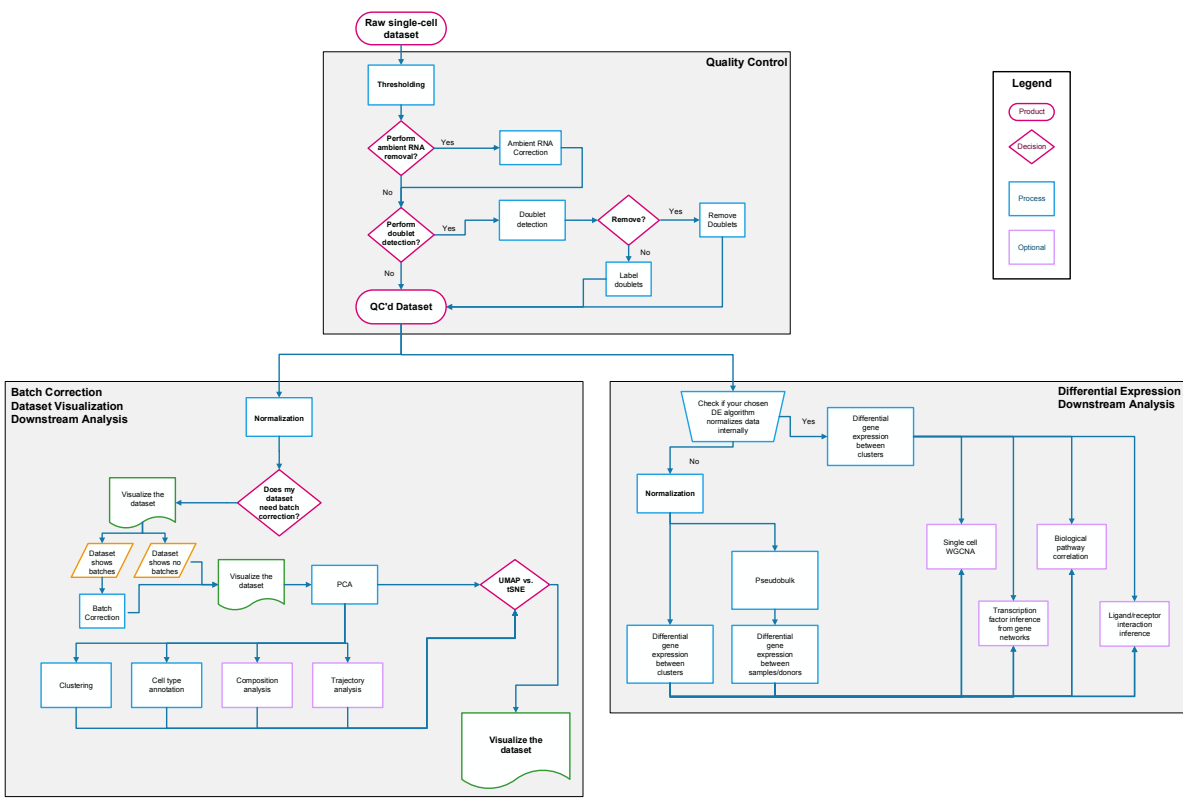 Raw single-cell
dataset
Quality Control
Thresholding
Perform
ambient RNA
removal?
Yes
Ambient RNA
Correction
No
Perform
doublet
detection?
Yes
Doublet
detection
Remove?
Yes
Remove
Doublets
No
Label
doublets
No
QC'd Dataset
Legend
Product
Decision
Process
Optional
Batch Correction
Dataset Visualization
Downstream Analysis
Normalization
Does my
dataset
need batch
correction?
Visualize the
dataset
Dataset
shows
batches
Dataset
shows no
batches
Batch
Correction
Visualize the
dataset
PCA
UMAP vs.
tSNE
Clustering
Cell type
annotation
Composition
analysis
Trajectory
analysis
Visualize the
dataset
Differential Expression
Downstream Analysis
Check if your chosen
DE algorithm
normalizes data
internally
Yes
Differential
gene
expression
between
clusters
No
Normalization
Pseudobulk
Differential
gene
expression
between
clusters
Differential
gene
expression
between
samples/donors
Single cell
WGCNA
Biological
pathway
correlation
Transcription
factor inference
from gene
networks
Ligand/receptor
interaction
inference